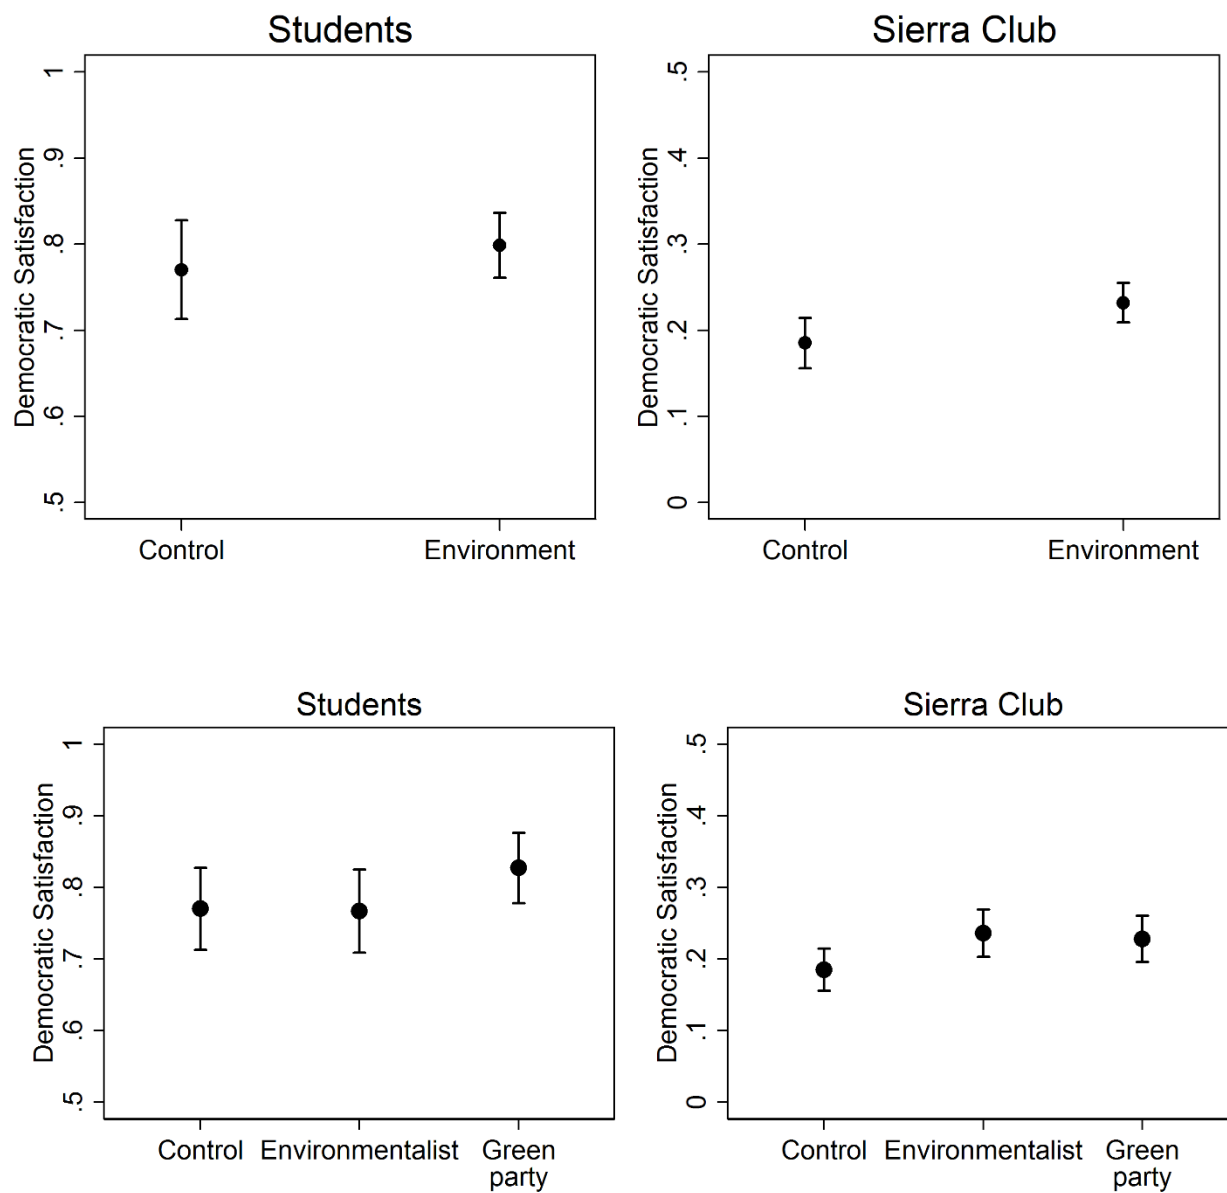 Students
Democratic Satisfaction
1
.9
.8
.7
.6
.5
Control
Environment
Sierra Club
Democratic Satisfaction
.5
.4
.3
.2
.1
0
Control
Environment
Students
Democratic Satisfaction
1
.9
.8
.7
.6
.5
Control
Environmentalist
Green
party
Sierra Club
Democratic Satisfaction
.5
.4
.3
.2
.1
0
Control
Environmentalist
Green
party